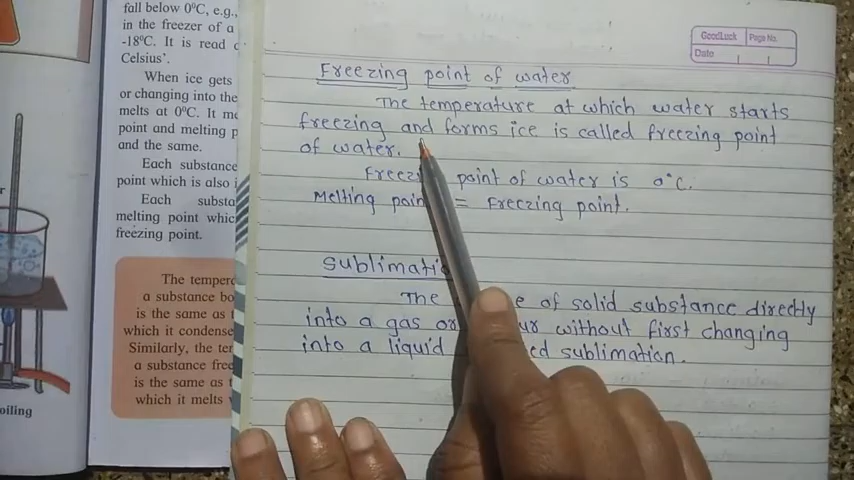 fall below 0°C, e.g.,
in the freezer of a
-18°C. It is read
Celsius'.
When ice gets
or changing into the
melts at 0°C. It
point and melting
and the same.
Each substance
point which is also
Each
melting point which
freezing point.
The
a substance
is the same as
which it condense
Similarly, the
a substance
is the same as
which it melts
oiling
GoodLuck Page No.
Date
Freezing point of water
The temperature at which water starts
freezing and forms ice is called freezing point
of water.
point of water is 0°C.
Melting = Freezing point.
The of solid substance directly
into a gas or without first changing
into a liquid sublimation.